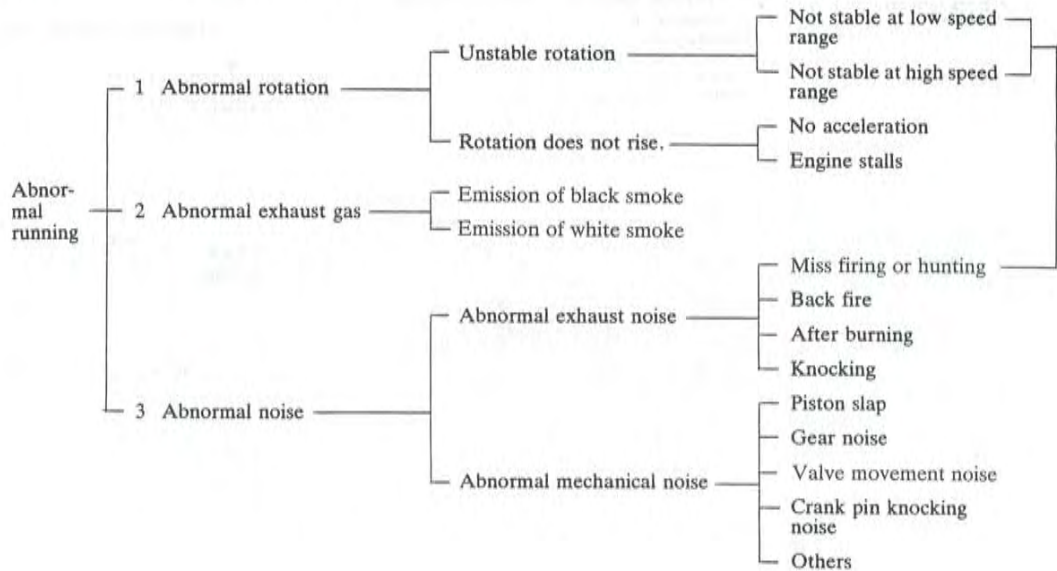 Not stable at low speed
range
Unstable rotation
Not stable at high speed
range
1 Abnormal rotation
Rotation does not rise.
No acceleration
Engine stalls
Abnor-
mal
running
2 Abnormal exhaust gas
Emission of black smoke
Emission of white smoke
Miss firing or hunting
Abnormal exhaust noise
Back fire
After burning
Knocking
3 Abnormal noise
Piston slap
Gear noise
Abnormal mechanical noise
Valve movement noise
Crank pin knocking
noise
Others